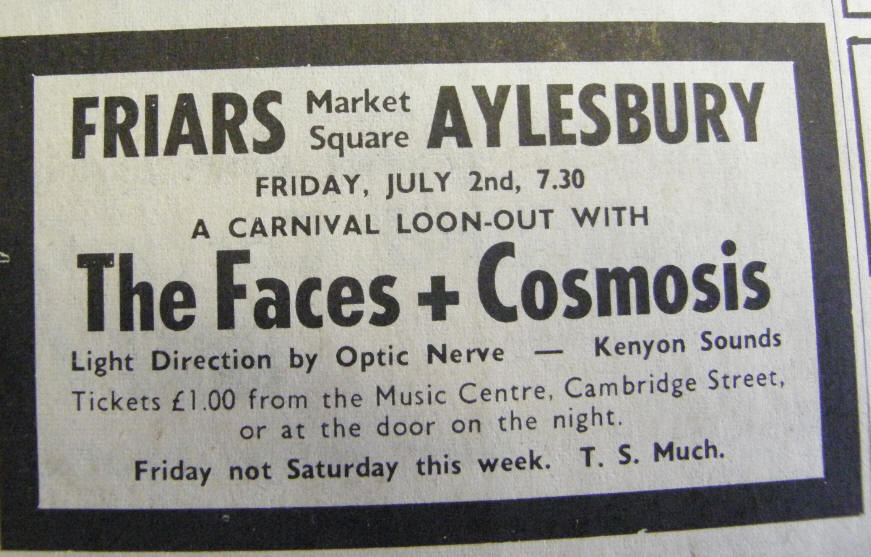 FRIARS Market Square AYLESBURY
FRIDAY, JULY 2nd, 7.30
A CARNIVAL LOON-OUT WITH
The Faces + Cosmosis
Light Direction by Optic Nerve — Kenyon Sounds
Tickets £1.00 from the Music Centre, Cambridge Street,
or at the door on the night.
Friday not Saturday this week. T. S. Much.